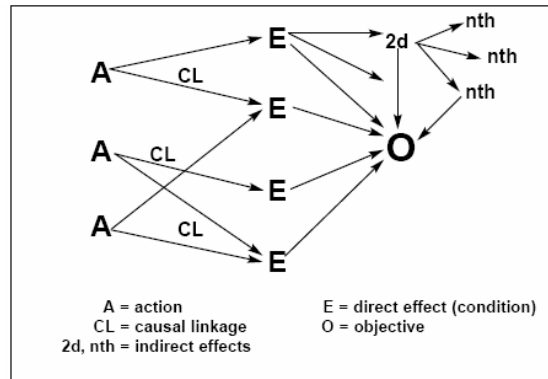 nth
E
2d
nth
A
CL
nth
E
O
A
CL
E
A
CL
E
A = action
E = direct effect (condition)
CL = causal linkage
O = objective
2d, nth = indirect effects